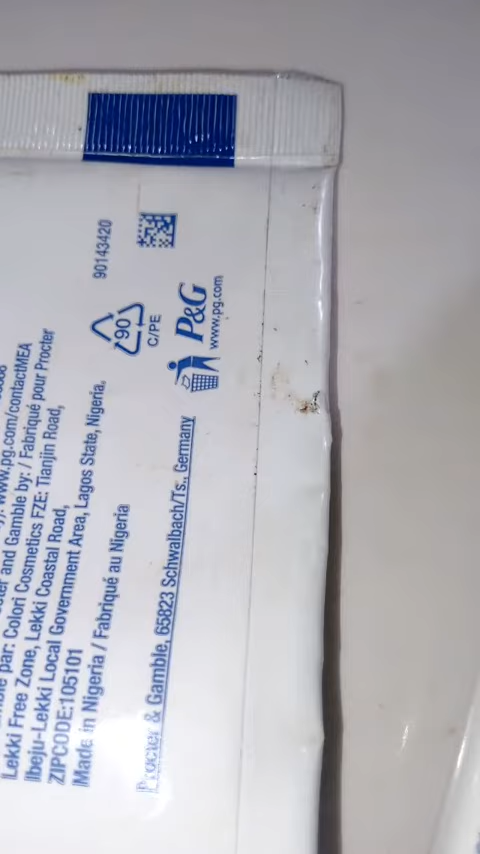 www.pg.com/contactMEA
and Gamble by: / Fabriqué pour Procter
par: Colori Cosmetics FZE: Tianjin Road,
Lekki Free Zone, Lekki Coastal Road,
Ibeju-Lekki Local Government Area, Lagos State, Nigeria.
ZIPCODE:105101
Made in Nigeria / Fabriqué au Nigeria
90143420
90
C/PE
Procter & Gamble, 65823 Schwalbach/Ts., Germany
P&G
www.pg.com